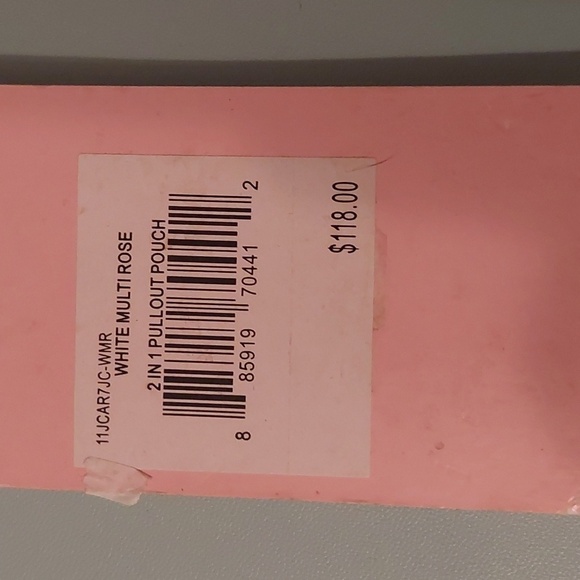 11JCAR7JC-WMR
WHITE MULTI ROSE
2 IN 1 PULLOUT POUCH
8 85919 70441 2
$118.00